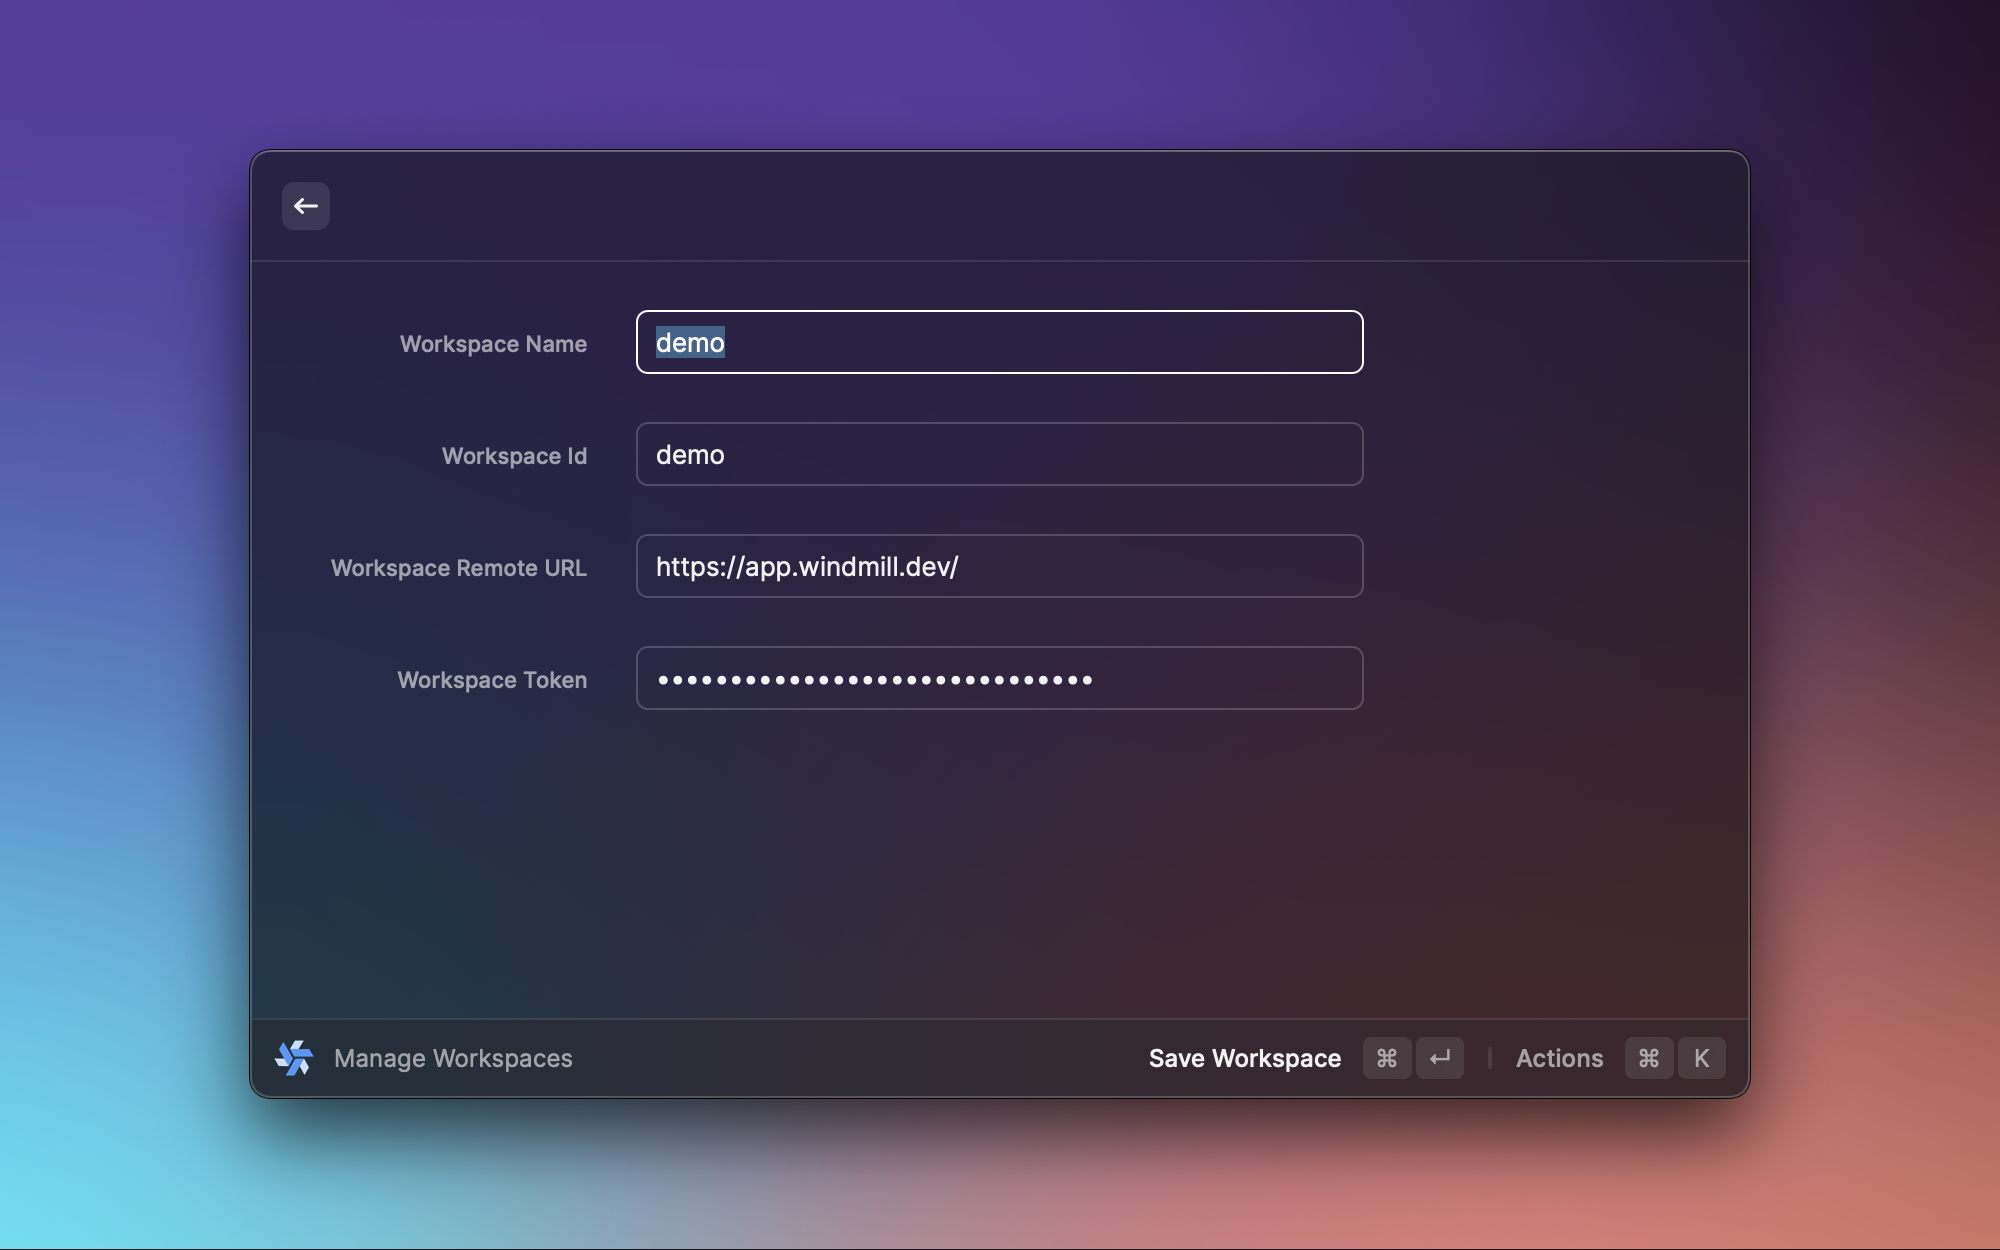 Workspace Name demo
Workspace Id demo
Workspace Remote URL https://app.windmill.dev/
Workspace Token ••••••••••••••••••••••••••••••
Manage Workspaces Save Workspace ⌘ ↵ Actions ⌘ K